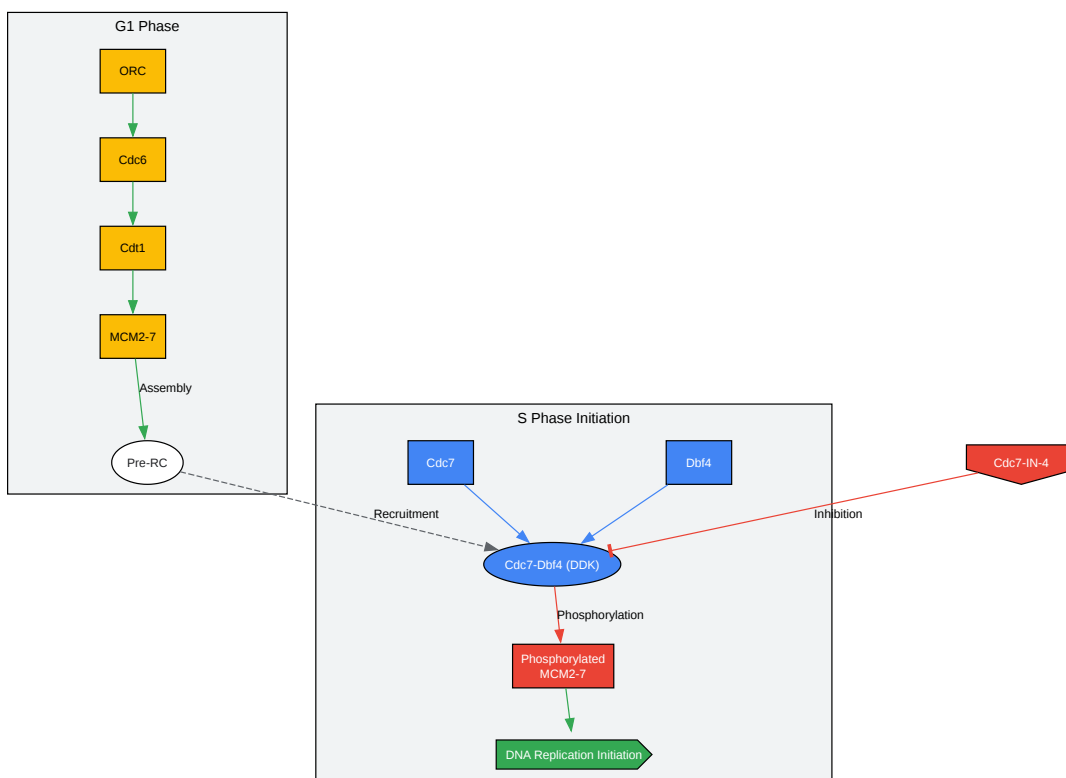 G1 Phase
ORC
Cdc6
Cdt1
MCM2-7
Assembly
Pre-RC
S Phase Initiation
Cdc7
Dbf4
Cdc7-IN-4
Recruitment
Inhibition
Cdc7-Dbf4 (DDK)
Phosphorylation
Phosphorylated
MCM2-7
DNA Replication Initiation